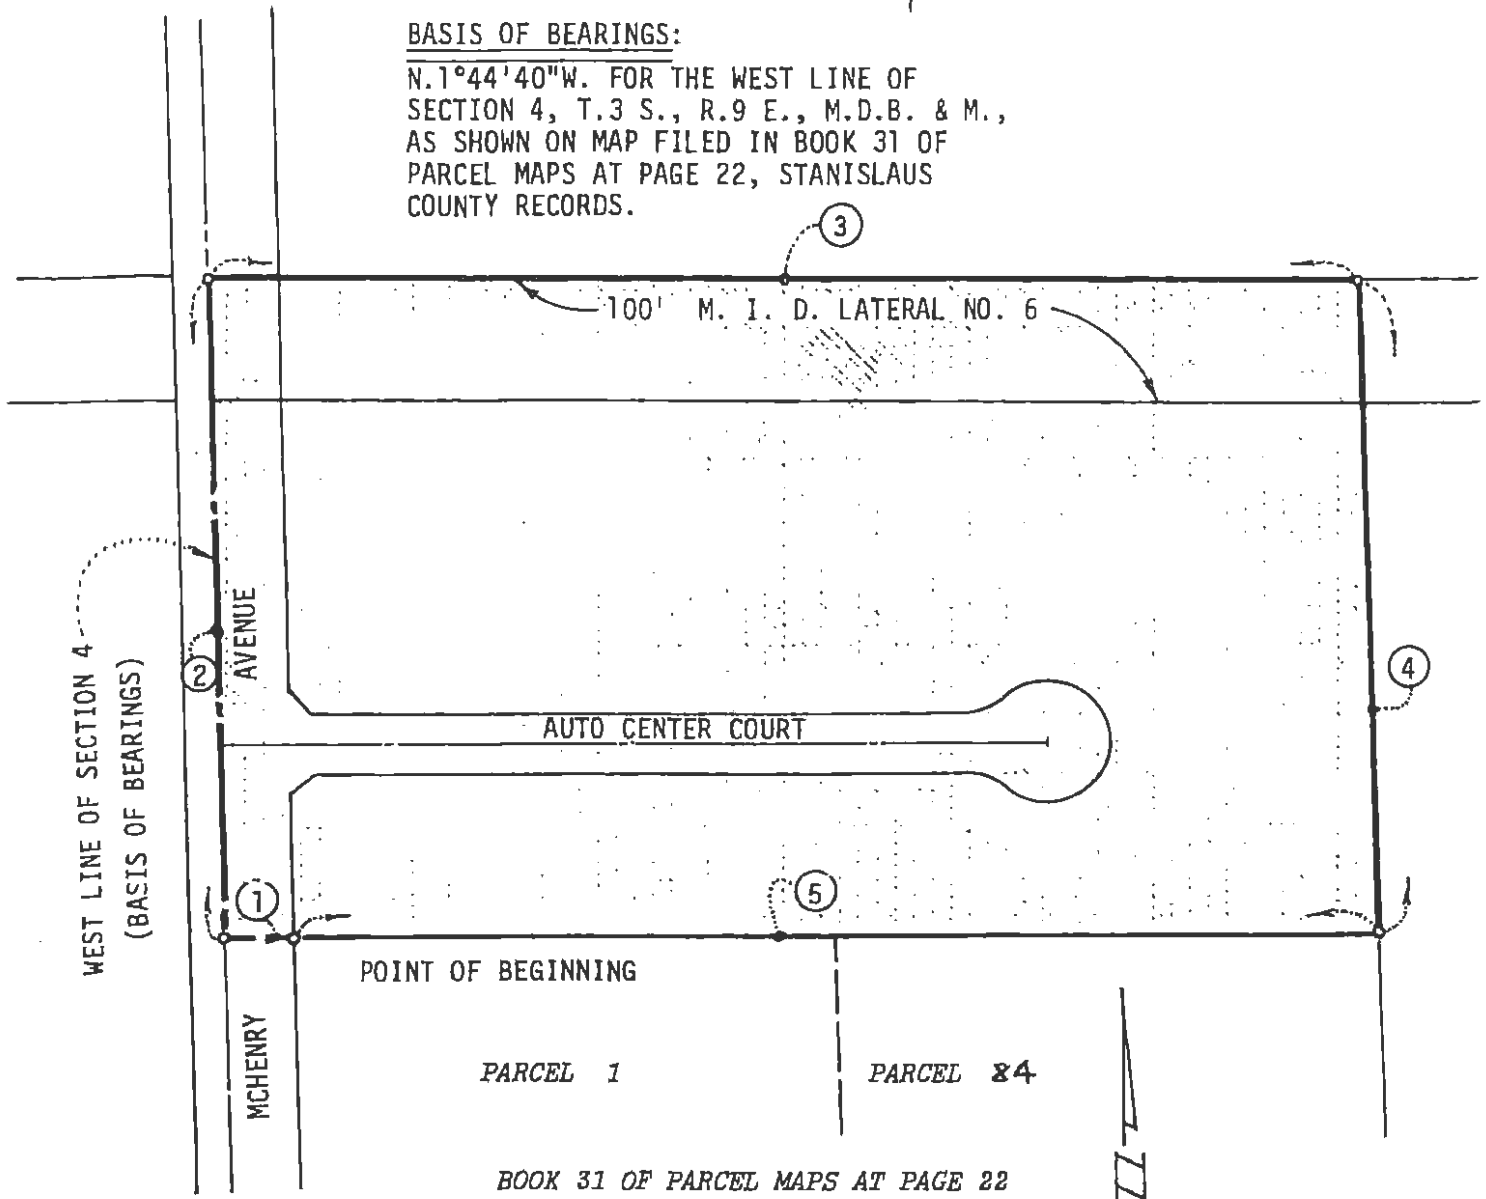 BASIS OF BEARINGS:
N.1°44'40"W. FOR THE WEST LINE OF
SECTION 4, T.3 S., R.9 E., M.D.B. & M.,
AS SHOWN ON MAP FILED IN BOOK 31 OF
PARCEL MAPS AT PAGE 22, STANISLAUS
COUNTY RECORDS.
3
100' M. I. D. LATERAL NO. 6
WEST LINE OF SECTION 4
(BASIS OF BEARINGS)
2
AVENUE
4
AUTO CENTER COURT
1
5
POINT OF BEGINNING
MCHENRY
PARCEL 1
PARCEL 4
BOOK 31 OF PARCEL MAPS AT PAGE 22